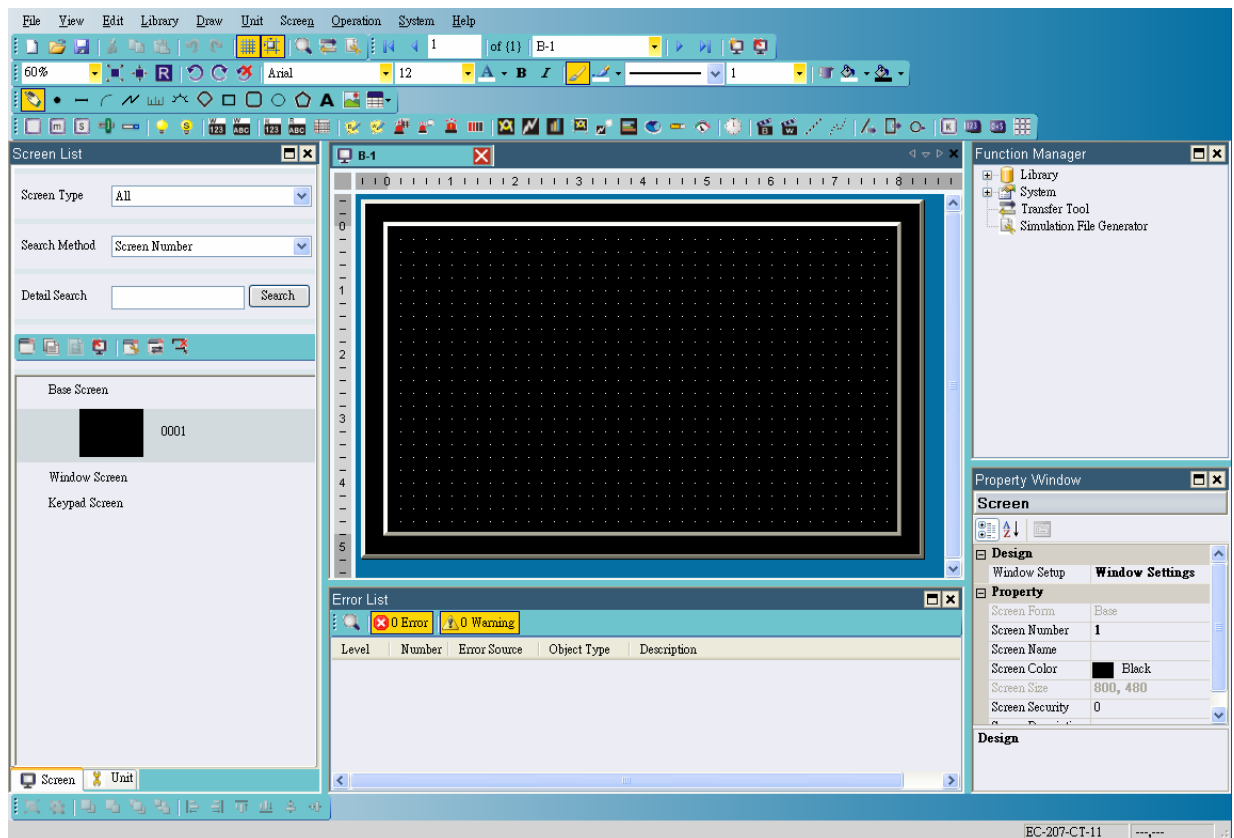 File View Edit Library Draw Unit Screen Operation System Help
1 of {1} B-1
60% R Arial 12 A B I 1
A
Screen List
Screen Type All
Search Method Screen Number
Detail Search Search
Base Screen
0001
Window Screen
Keypad Screen
Screen Unit
B-1
0 1 2 3 4 5 6 7 8
0
1
2
3
4
5
Error List
0 Error 0 Warning
Level Number Error Source Object Type Description
Function Manager
Library
System
Transfer Tool
Simulation File Generator
Property Window
Screen
Design
Window Setup Window Settings
Property
Screen Form Base
Screen Number 1
Screen Name
Screen Color Black
Screen Size 800, 480
Screen Security 0
Design
EC-207-CT-11 ---,---